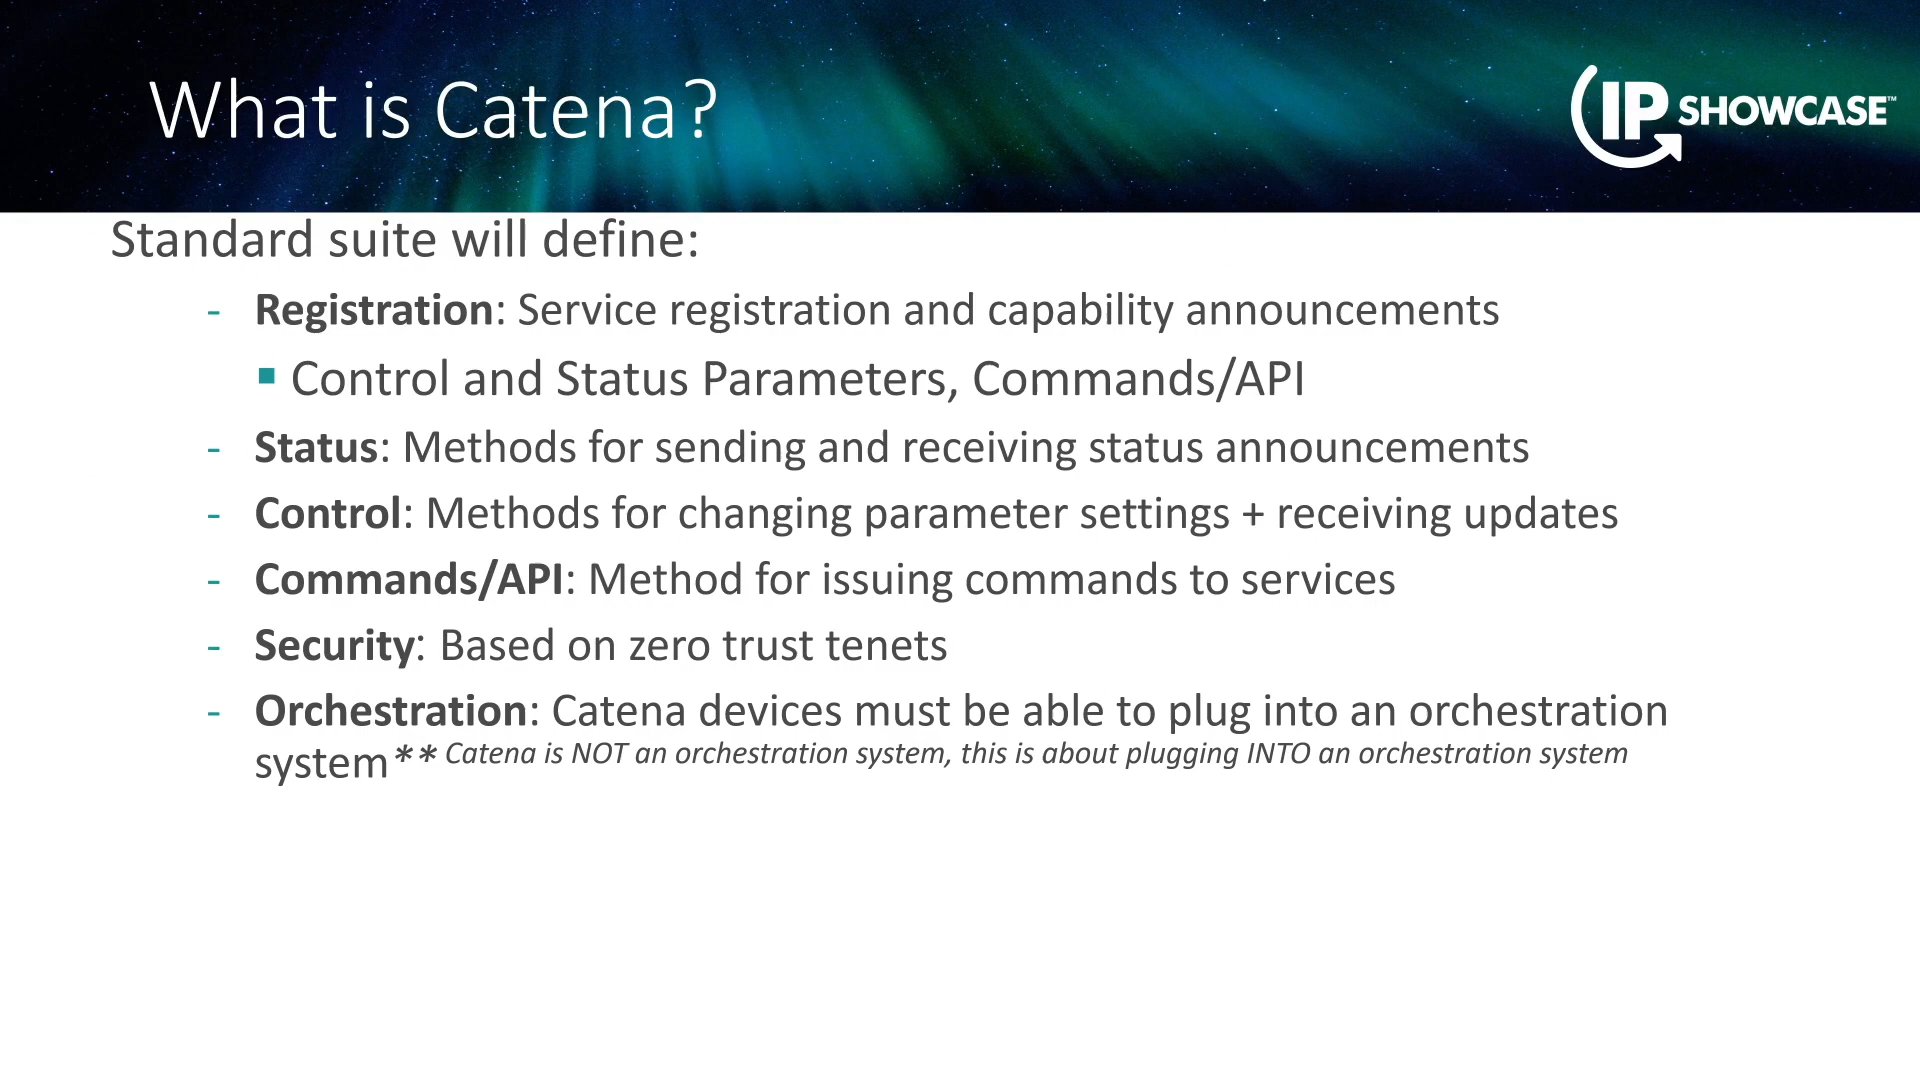 What is Catena?
IP SHOWCASE™
Standard suite will define:
- Registration: Service registration and capability announcements
▪ Control and Status Parameters, Commands/API
- Status: Methods for sending and receiving status announcements
- Control: Methods for changing parameter settings + receiving updates
- Commands/API: Method for issuing commands to services
- Security: Based on zero trust tenets
- Orchestration: Catena devices must be able to plug into an orchestration
system** Catena is NOT an orchestration system, this is about plugging INTO an orchestration system